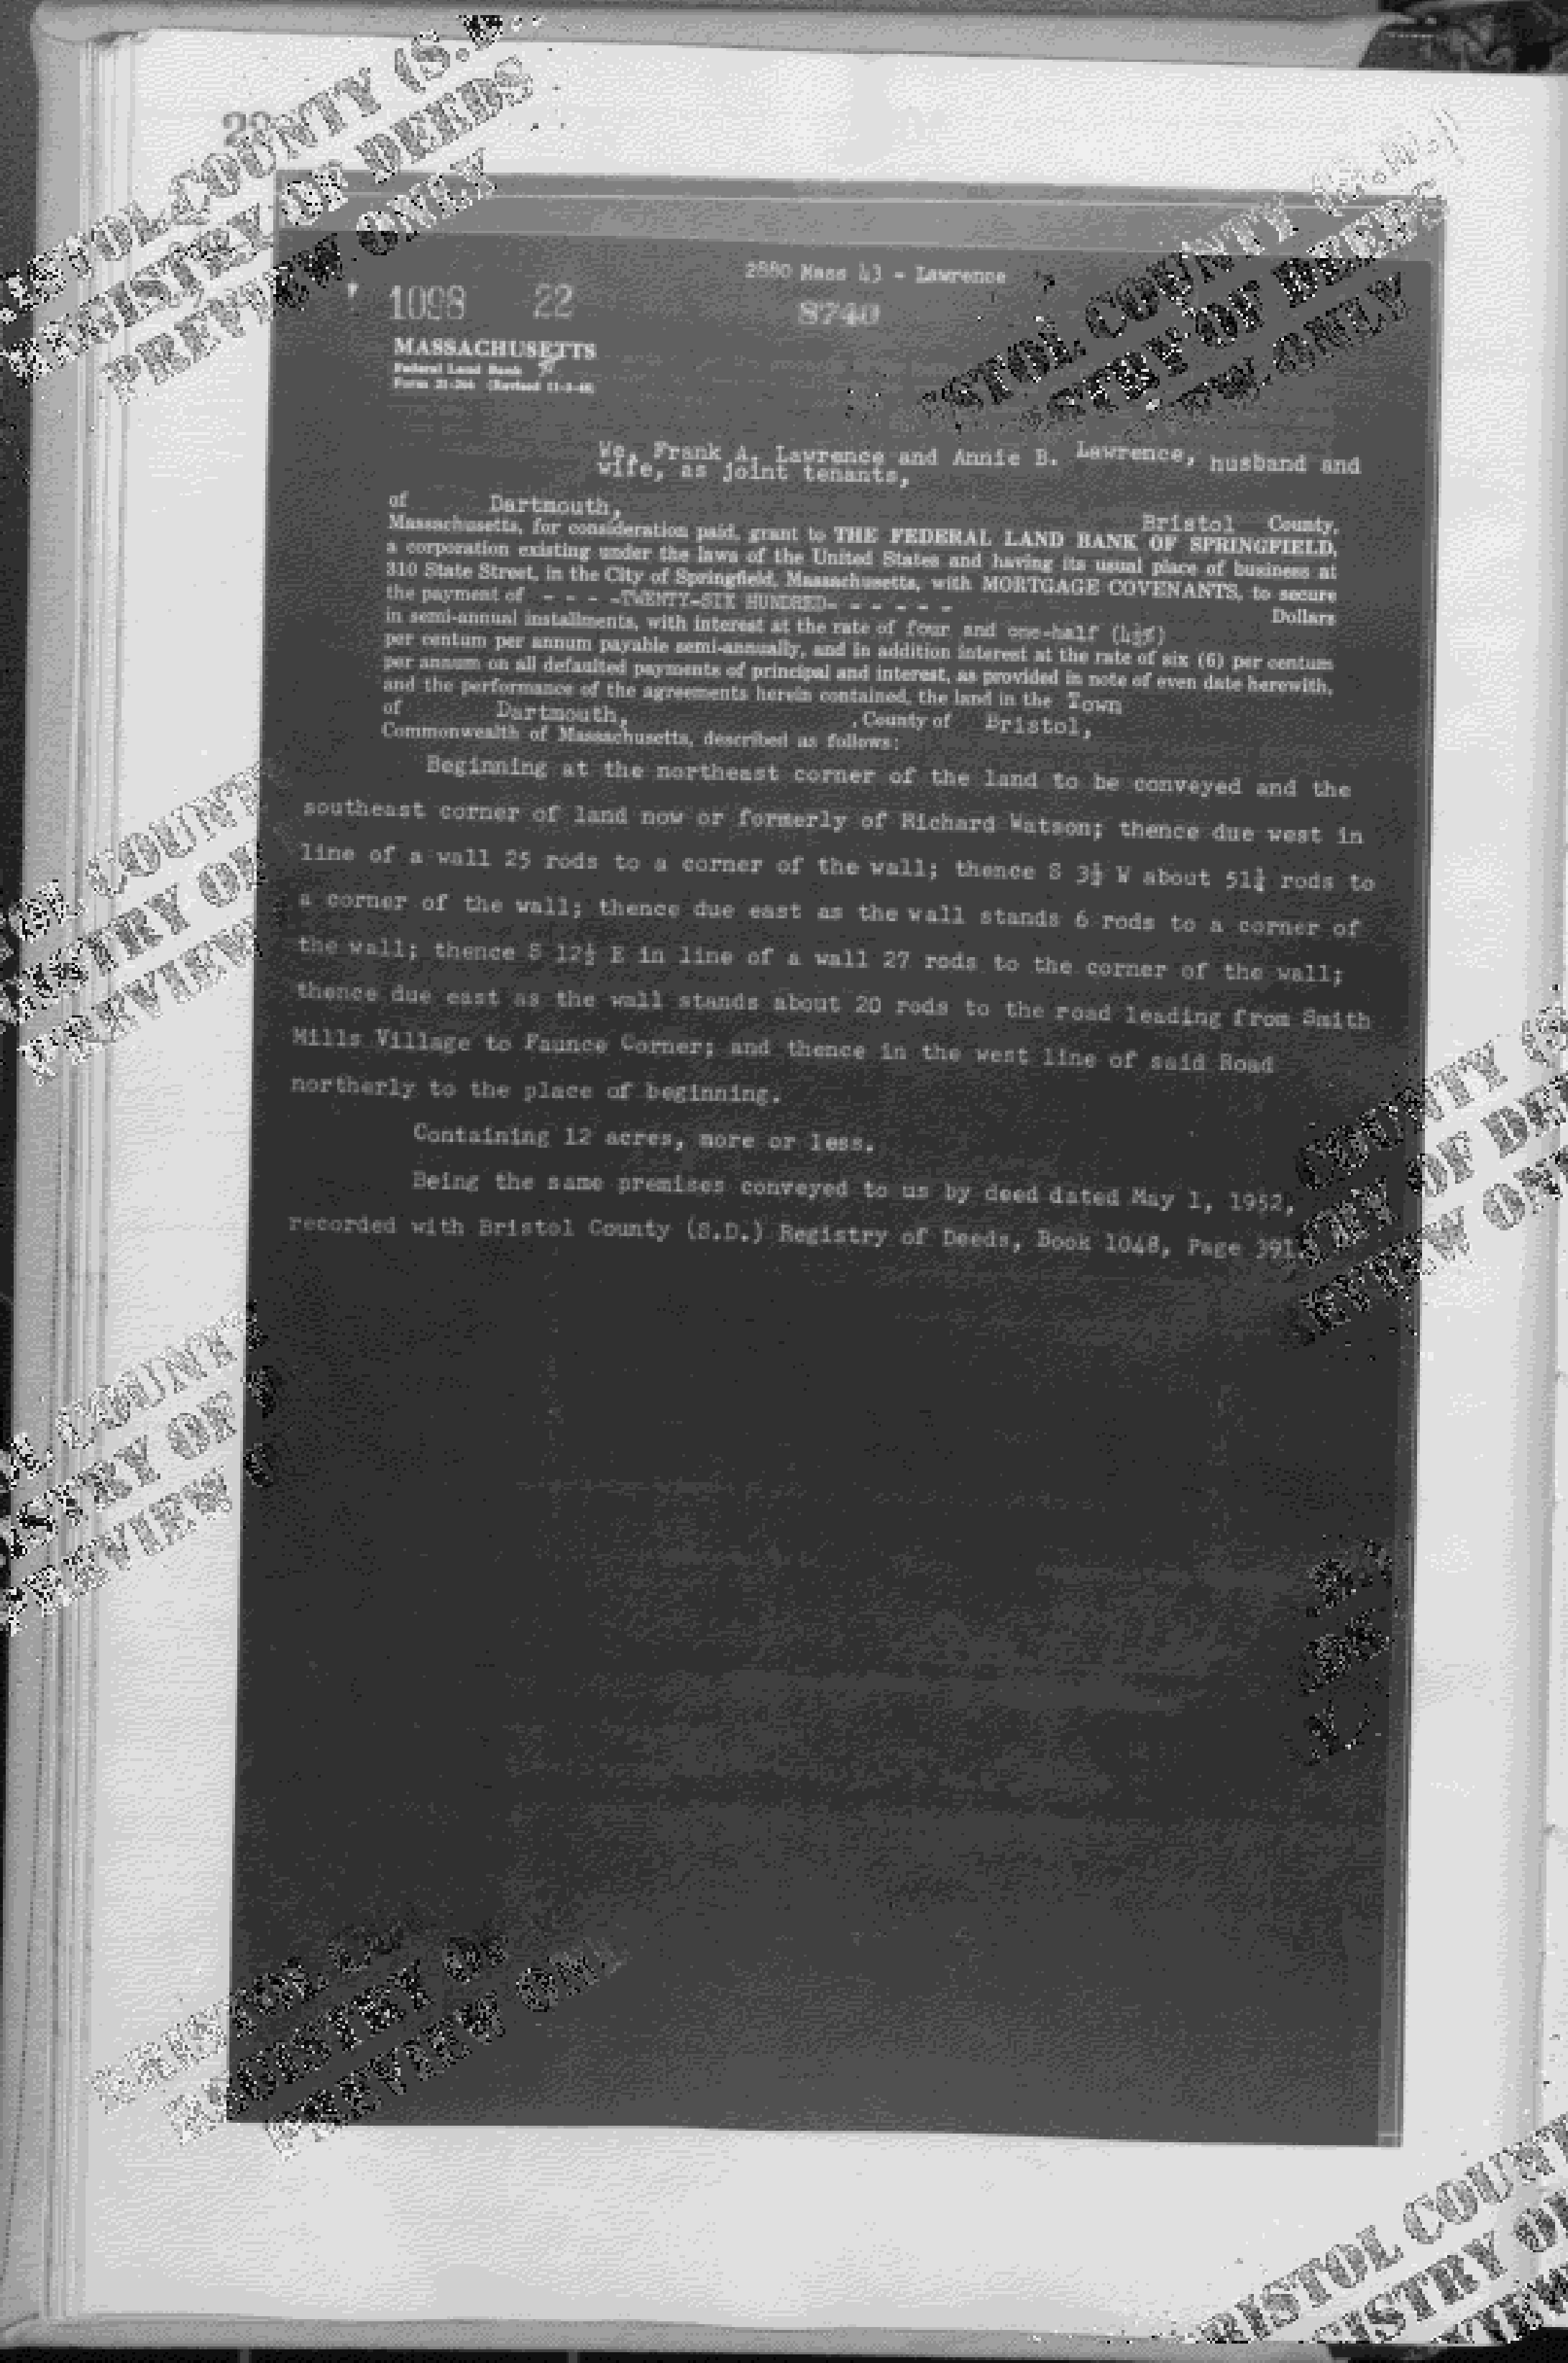 22
2880 Mass 43 - Lawrence
1098 22
8740
MASSACHUSETTS
Federal Land Bank
Form 21-266 (Revised 11-3-48)
We, Frank A. Lawrence and Annie B. Lawrence, husband and
wife, as joint tenants,
of Dartmouth, Bristol County,
Massachusetts, for consideration paid, grant to THE FEDERAL LAND BANK OF SPRINGFIELD,
a corporation existing under the laws of the United States and having its usual place of business at
310 State Street, in the City of Springfield, Massachusetts, with MORTGAGE COVENANTS, to secure
the payment of - - - -TWENTY-SIX HUNDRED- - - - - - Dollars
in semi-annual installments, with interest at the rate of four and one-half (4½%)
per centum per annum payable semi-annually, and in addition interest at the rate of six (6) per centum
per annum on all defaulted payments of principal and interest, as provided in note of even date herewith,
and the performance of the agreements herein contained, the land in the Town
of Dartmouth, , County of Bristol,
Commonwealth of Massachusetts, described as follows:
Beginning at the northeast corner of the land to be conveyed and the
southeast corner of land now or formerly of Richard Watson; thence due west in
line of a wall 25 rods to a corner of the wall; thence S 3½ W about 51¼ rods to
a corner of the wall; thence due east as the wall stands 6 rods to a corner of
the wall; thence S 12½ E in line of a wall 27 rods to the corner of the wall;
thence due east as the wall stands about 20 rods to the road leading from Smith
Mills Village to Faunce Corner; and thence in the west line of said Road
northerly to the place of beginning.
Containing 12 acres, more or less.
Being the same premises conveyed to us by deed dated May 1, 1952,
recorded with Bristol County (S.D.) Registry of Deeds, Book 1048, Page 391.